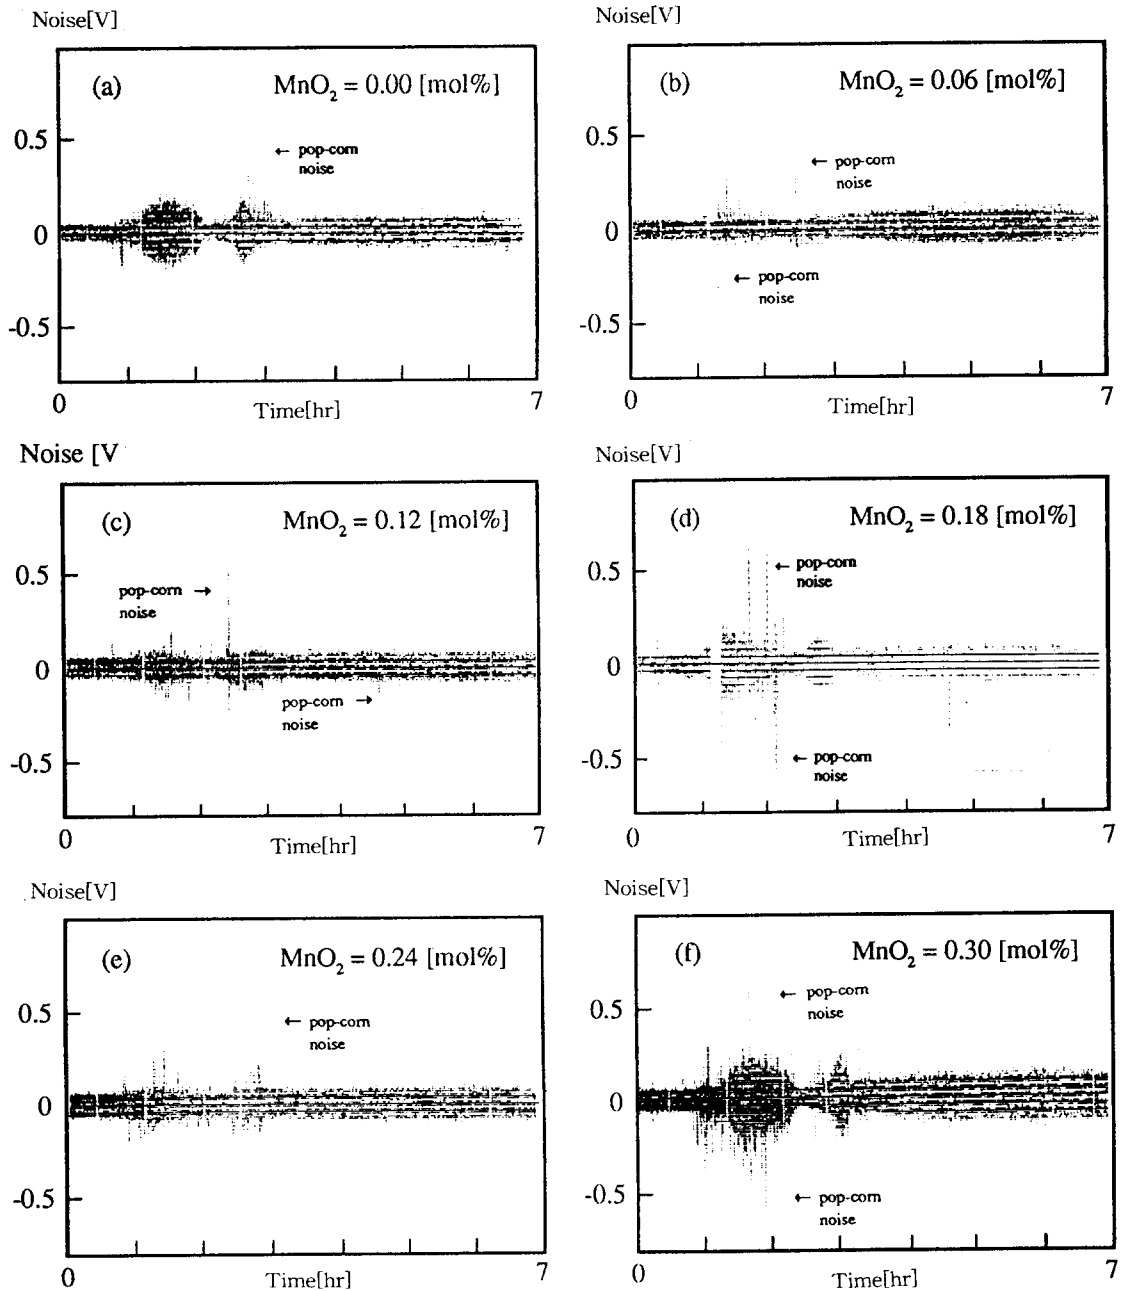 Noise[V]
(a)
MnO₂ = 0.00 [mol%]
0.5
← pop-corn
noise
0
-0.5
0
7
Time[hr]
Noise[V]
(b)
MnO₂ = 0.06 [mol%]
0.5
← pop-corn
noise
0
← pop-corn
noise
-0.5
0
7
Time[hr]
Noise [V
(c)
MnO₂ = 0.12 [mol%]
0.5
pop-corn →
noise
0
pop-corn →
noise
-0.5
0
7
Time[hr]
Noise[V]
(d)
MnO₂ = 0.18 [mol%]
0.5
← pop-corn
noise
0
-0.5
← pop-corn
noise
0
7
Time[hr]
Noise[V]
(e)
MnO₂ = 0.24 [mol%]
0.5
← pop-corn
noise
0
-0.5
0
7
Time[hr]
Noise[V]
(f)
MnO₂ = 0.30 [mol%]
← pop-corn
noise
0.5
0
-0.5
← pop-corn
noise
0
7
Time[hr]